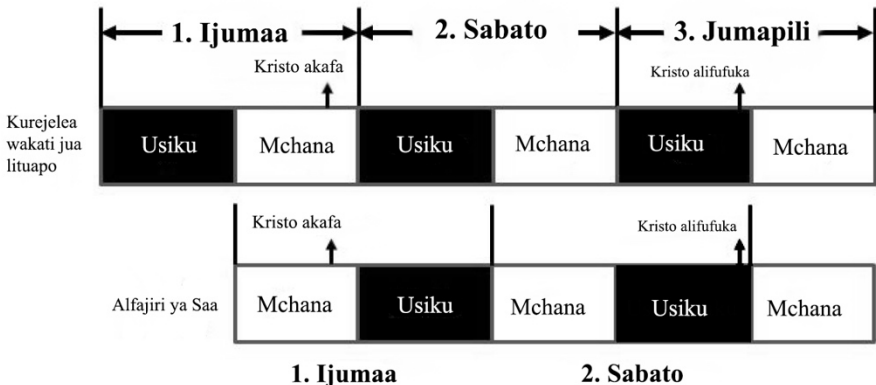 1. Ijumaa 2. Sabato 3. Jumapili
Kristo akafa Kristo alifufuka
Kurejelea
wakati jua
lituapo
Usiku Mchana Usiku Mchana Usiku Mchana
Kristo akafa Kristo alifufuka
Alfajiri ya Saa Mchana Usiku Mchana Usiku Mchana
1. Ijumaa 2. Sabato